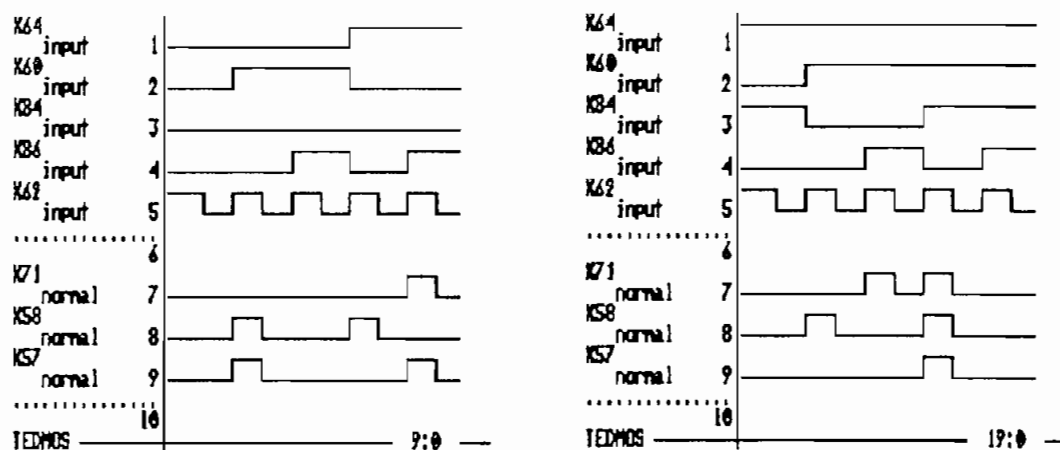 K64
input 1
K60
input 2
K84
input 3
K86
input 4
K62
input 5
6
K71
normal 7
K58
normal 8
K57
normal 9
10
TEDMOS 9:0
K64
input 1
K60
input 2
K84
input 3
K86
input 4
K62
input 5
6
K71
normal 7
K58
normal 8
K57
normal 9
10
TEDMOS 19:0